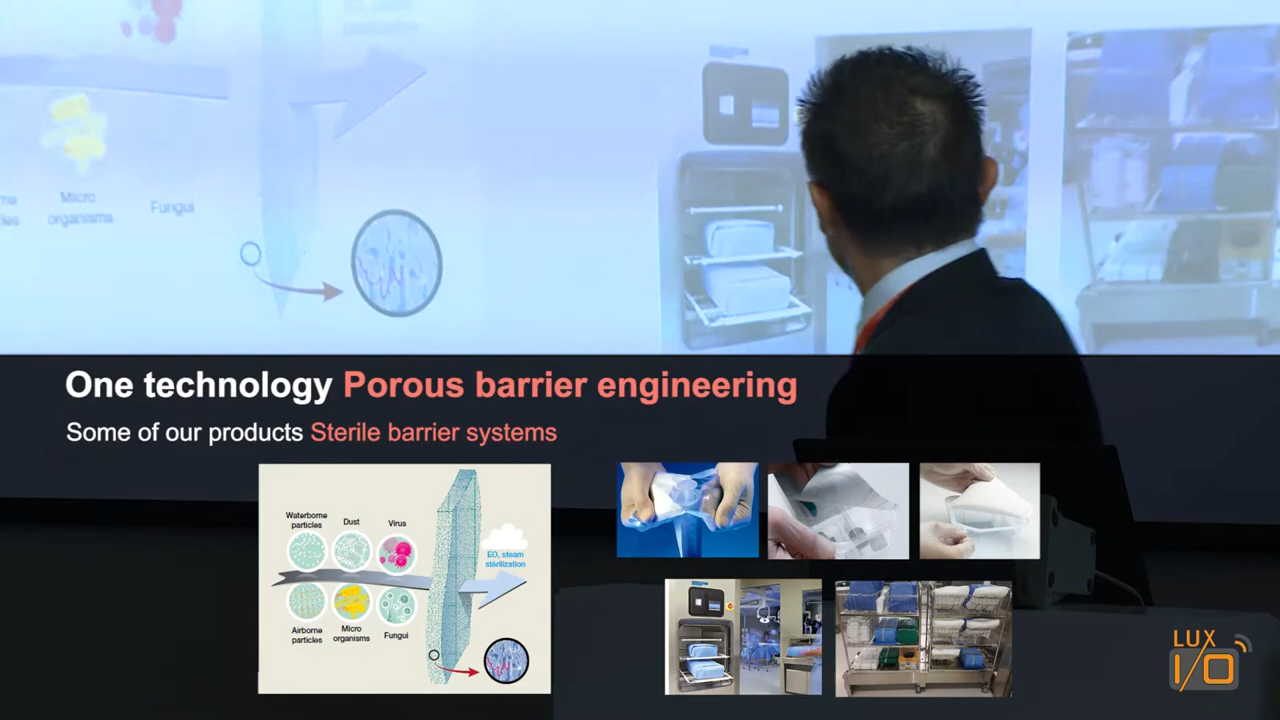 Micro
organisms
Fungui
One technology Porous barrier engineering
Some of our products Sterile barrier systems
Waterborne
particles
Dust
Virus
EO, steam
stérilization
Airborne
particles
Micro
organisms
Fungui
LUX
I/O